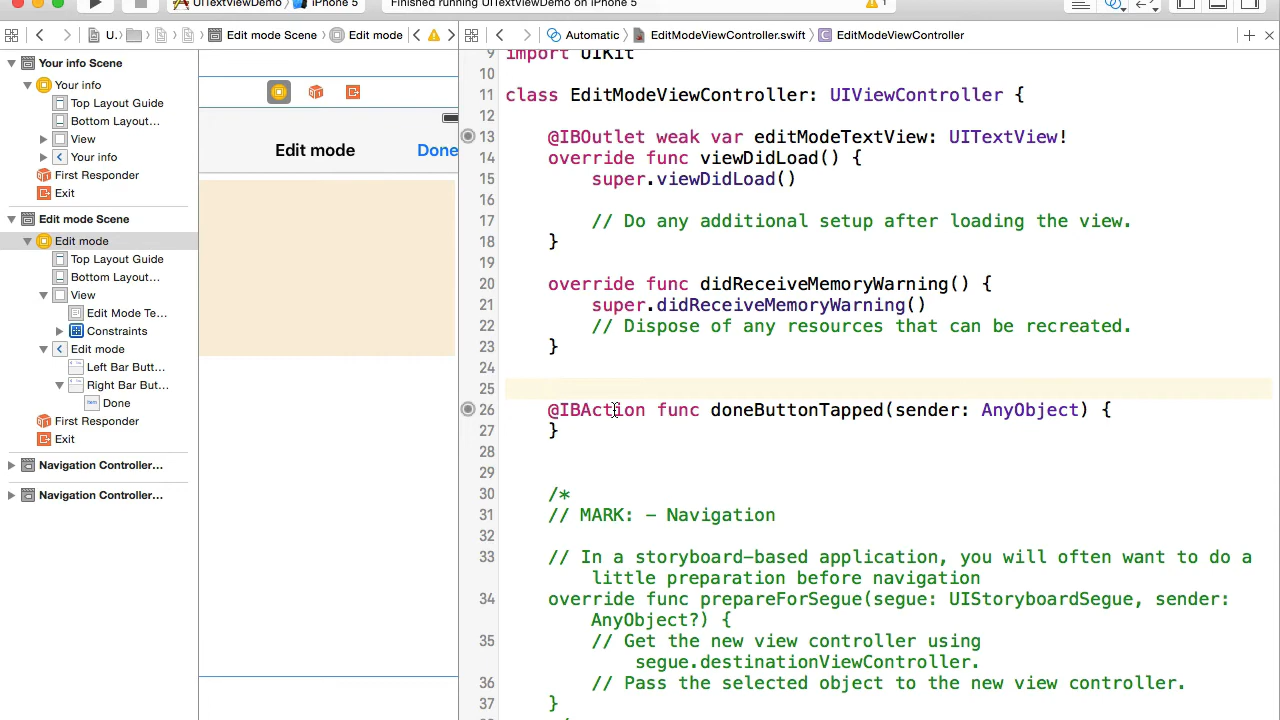 UITextViewDemo
iPhone 5
Finished running UITextViewDemo on iPhone 5
1
U...
Edit mode Scene
Edit mode
Automatic
EditModeViewController.swift
EditModeViewController
Your info Scene
Your info
Top Layout Guide
Bottom Layout...
View
Your info
First Responder
Exit
Edit mode Scene
Edit mode
Top Layout Guide
Bottom Layout...
View
Edit Mode Te...
Constraints
Edit mode
Left Bar Butt...
Right Bar But...
Done
First Responder
Exit
Navigation Controller...
Navigation Controller...
Edit mode
Done
9 import UIKit
10
11 class EditModeViewController: UIViewController {
12
13 @IBOutlet weak var editModeTextView: UITextView!
14 override func viewDidLoad() {
15 super.viewDidLoad()
16
17 // Do any additional setup after loading the view.
18 }
19
20 override func didReceiveMemoryWarning() {
21 super.didReceiveMemoryWarning()
22 // Dispose of any resources that can be recreated.
23 }
24
25
26 @IBAction func doneButtonTapped(sender: AnyObject) {
27 }
28
29
30 /*
31 // MARK: - Navigation
32
33 // In a storyboard-based application, you will often want to do a
little preparation before navigation
34 override func prepareForSegue(segue: UIStoryboardSegue, sender:
AnyObject?) {
35 // Get the new view controller using
segue.destinationViewController.
36 // Pass the selected object to the new view controller.
37 }